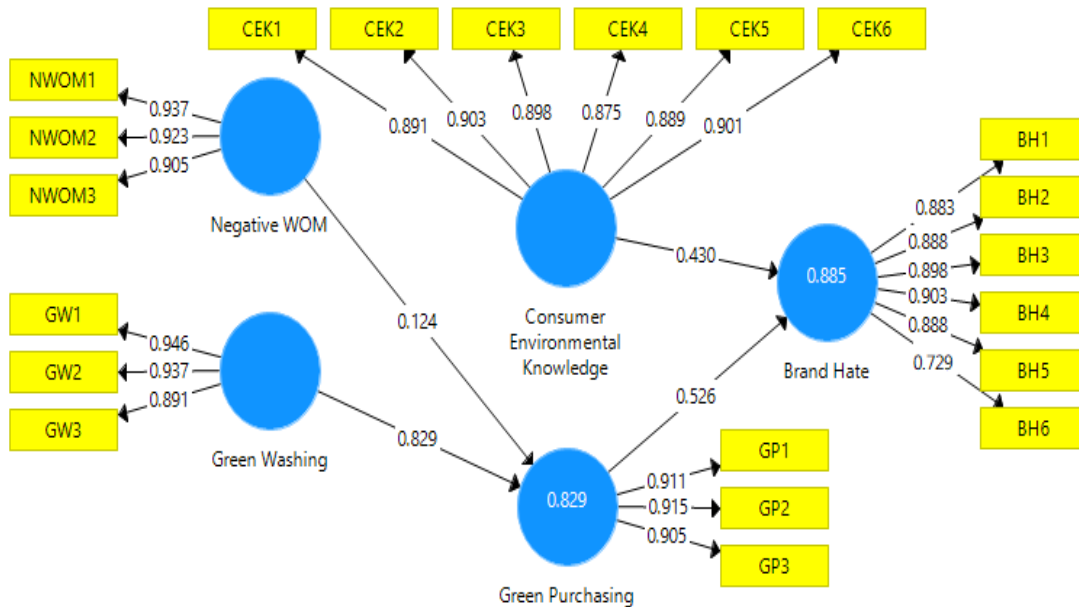 CEK1
CEK2
CEK3
CEK4
CEK5
CEK6
NWOM1
NWOM2
NWOM3
0.937
0.923
0.905
Negative WOM
0.891
0.903
0.898
0.875
0.889
0.901
Consumer
Environmental
Knowledge
0.430
0.124
GW1
GW2
GW3
0.946
0.937
0.891
Green Washing
0.829
0.885
Brand Hate
0.883
0.888
0.898
0.903
0.888
0.729
BH1
BH2
BH3
BH4
BH5
BH6
0.526
0.829
Green Purchasing
0.911
0.915
0.905
GP1
GP2
GP3